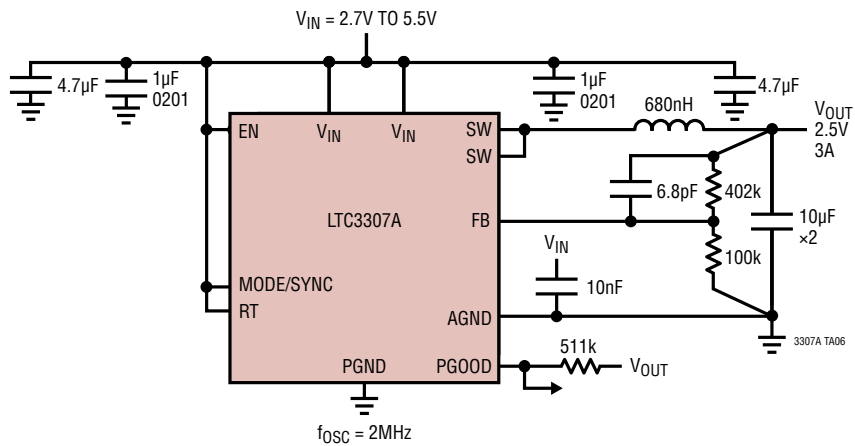 V_IN = 2.7V TO 5.5V
4.7µF
1µF
0201
1µF
0201
4.7µF
EN
V_IN
V_IN
SW
SW
680nH
V_OUT
2.5V
3A
6.8pF
402k
LTC3307A
FB
10µF
×2
100k
V_IN
10nF
MODE/SYNC
RT
AGND
3307A TA06
511k
PGND
PGOOD
V_OUT
f_OSC = 2MHz